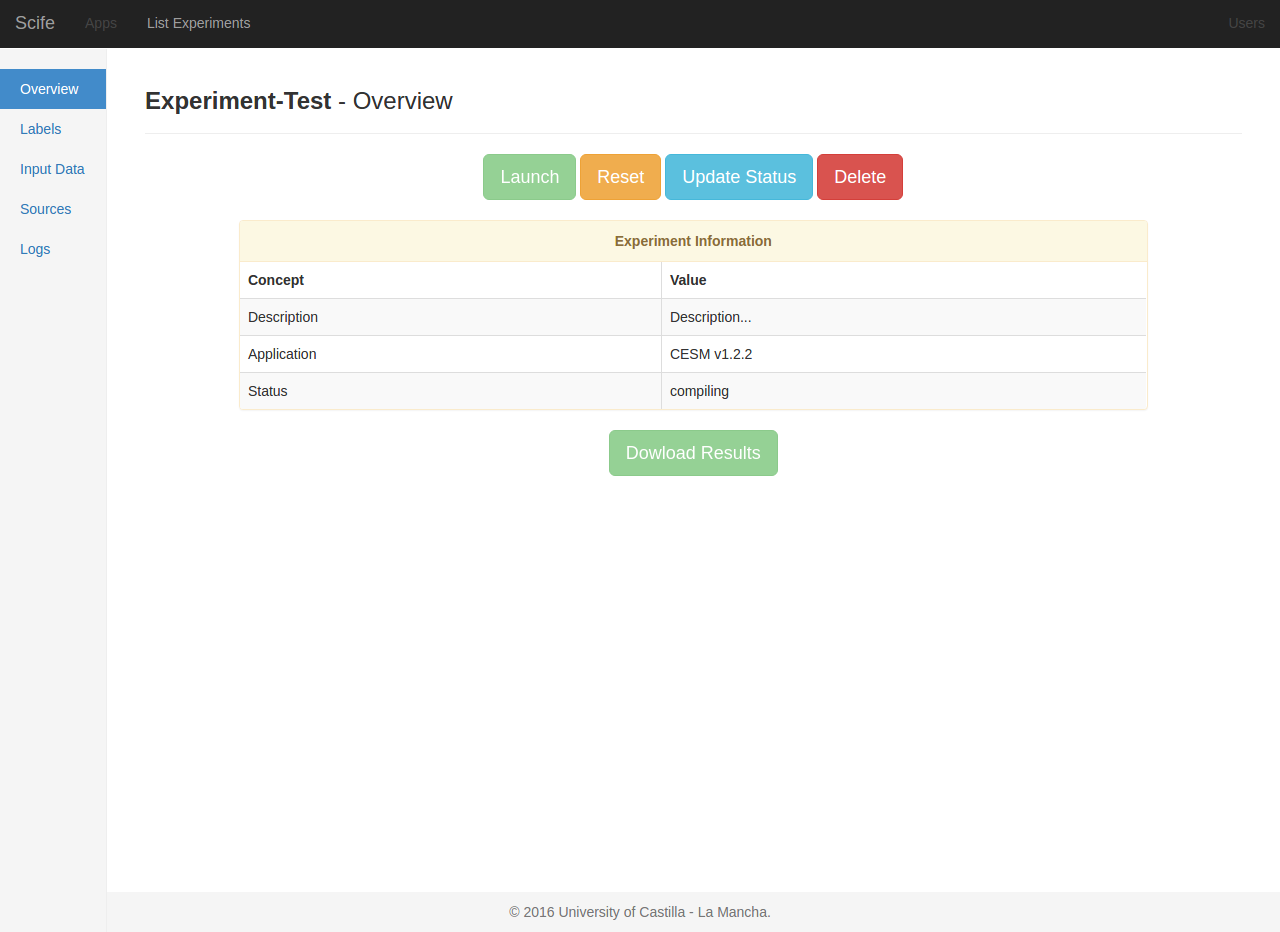 Scife Apps List Experiments Users
Overview
Labels
Input Data
Sources
Logs
Experiment-Test - Overview
Launch Reset Update Status Delete
Experiment Information
Concept Value
Description Description...
Application CESM v1.2.2
Status compiling
Dowload Results
© 2016 University of Castilla - La Mancha.